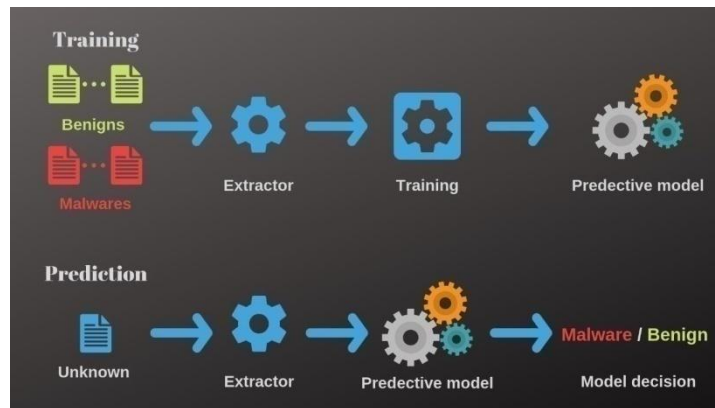 Training
Benigns
Malwares
Extractor
Training
Predective model
Prediction
Unknown
Extractor
Predective model
Malware / Benign
Model decision